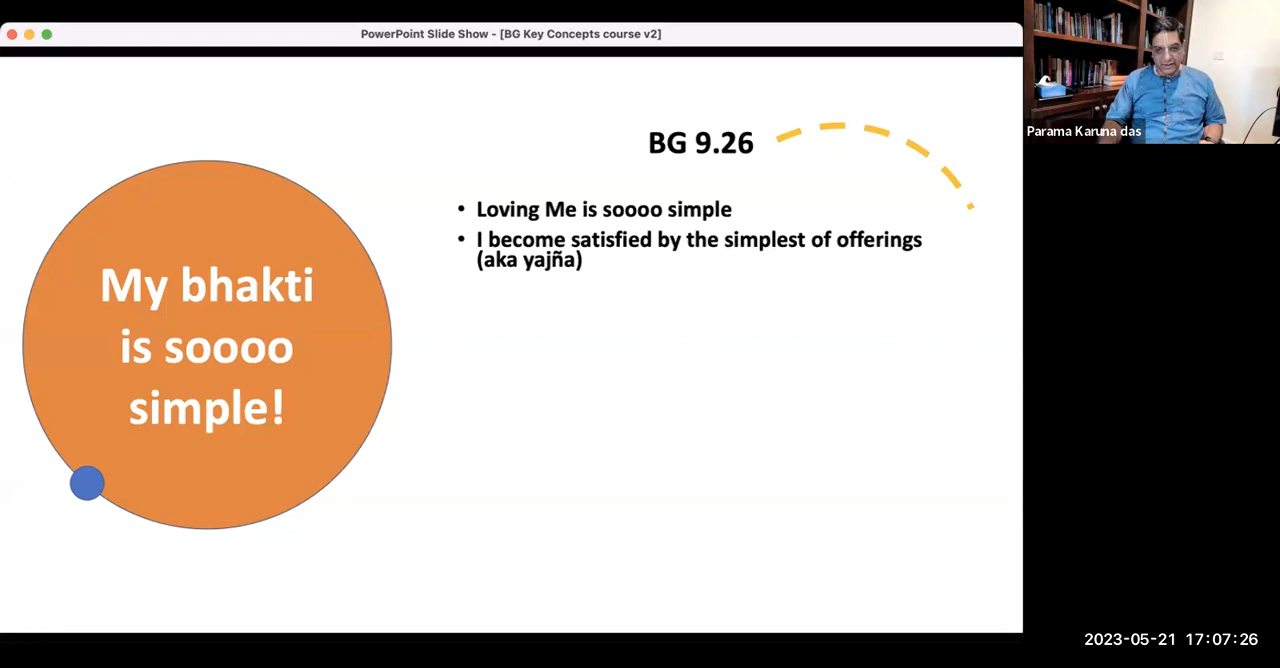 PowerPoint Slide Show - [BG Key Concepts course v2]
BG 9.26
• Loving Me is soooo simple
• I become satisfied by the simplest of offerings
(aka yajña)
My bhakti
is soooo
simple!
Parama Karuna das
2023-05-21 17:07:26